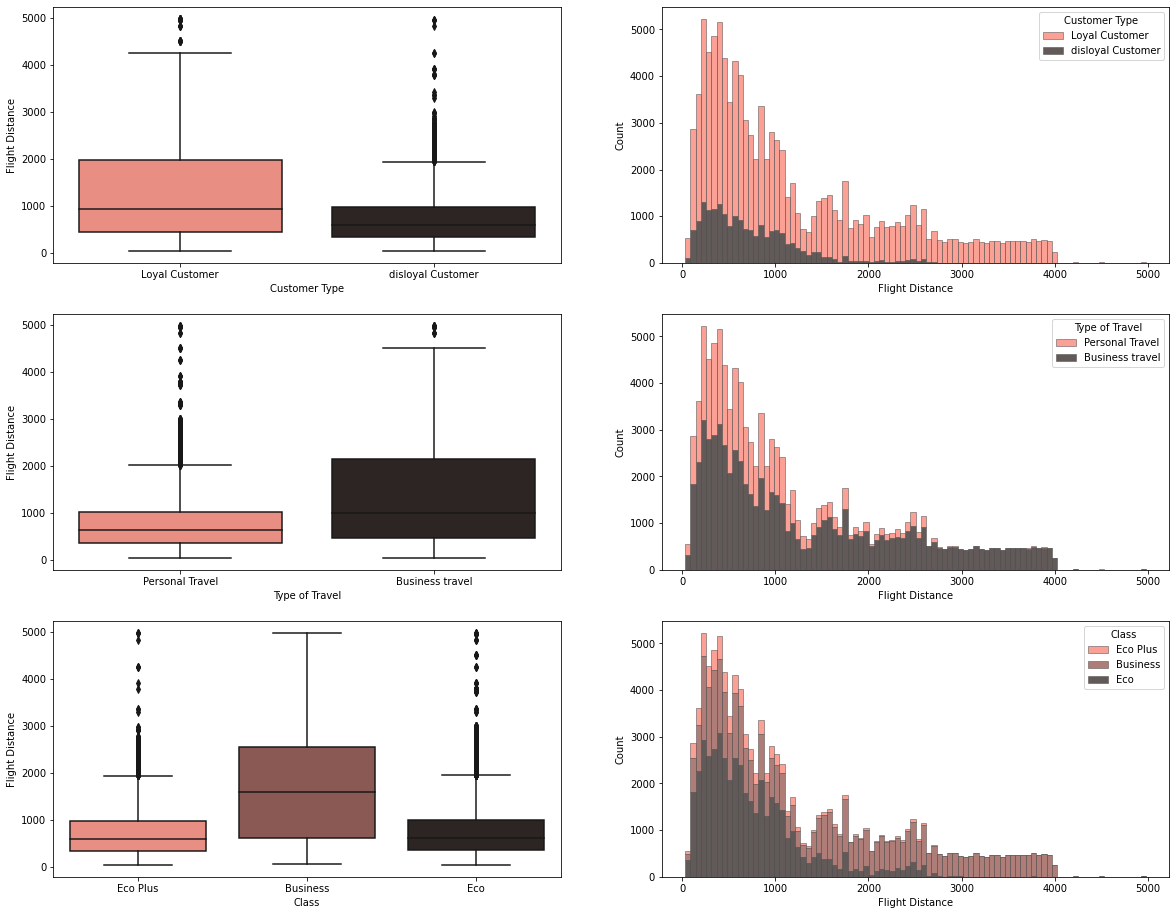 5000
4000
3000
2000
1000
0
Flight Distance
Loyal Customer
disloyal Customer
Customer Type
5000
4000
3000
2000
1000
0
Count
Customer Type
Loyal Customer
disloyal Customer
0
1000
2000
3000
4000
5000
Flight Distance
5000
4000
3000
2000
1000
0
Flight Distance
Personal Travel
Business travel
Type of Travel
5000
4000
3000
2000
1000
0
Count
Type of Travel
Personal Travel
Business travel
0
1000
2000
3000
4000
5000
Flight Distance
5000
4000
3000
2000
1000
0
Flight Distance
Eco Plus
Business
Eco
Class
5000
4000
3000
2000
1000
0
Count
Class
Eco Plus
Business
Eco
0
1000
2000
3000
4000
5000
Flight Distance